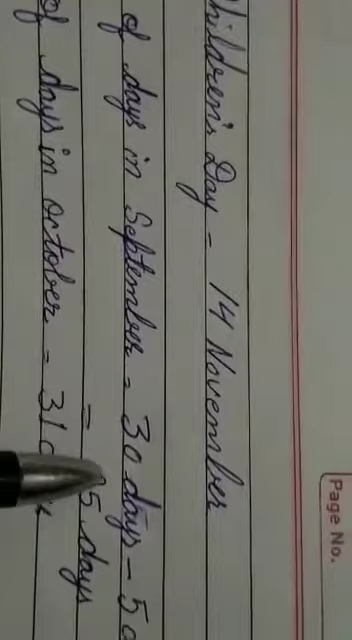 Page No.
hildren's Day - 14 November
of days in September = 30 days - 5 d
= 5 days
of days in october = 31